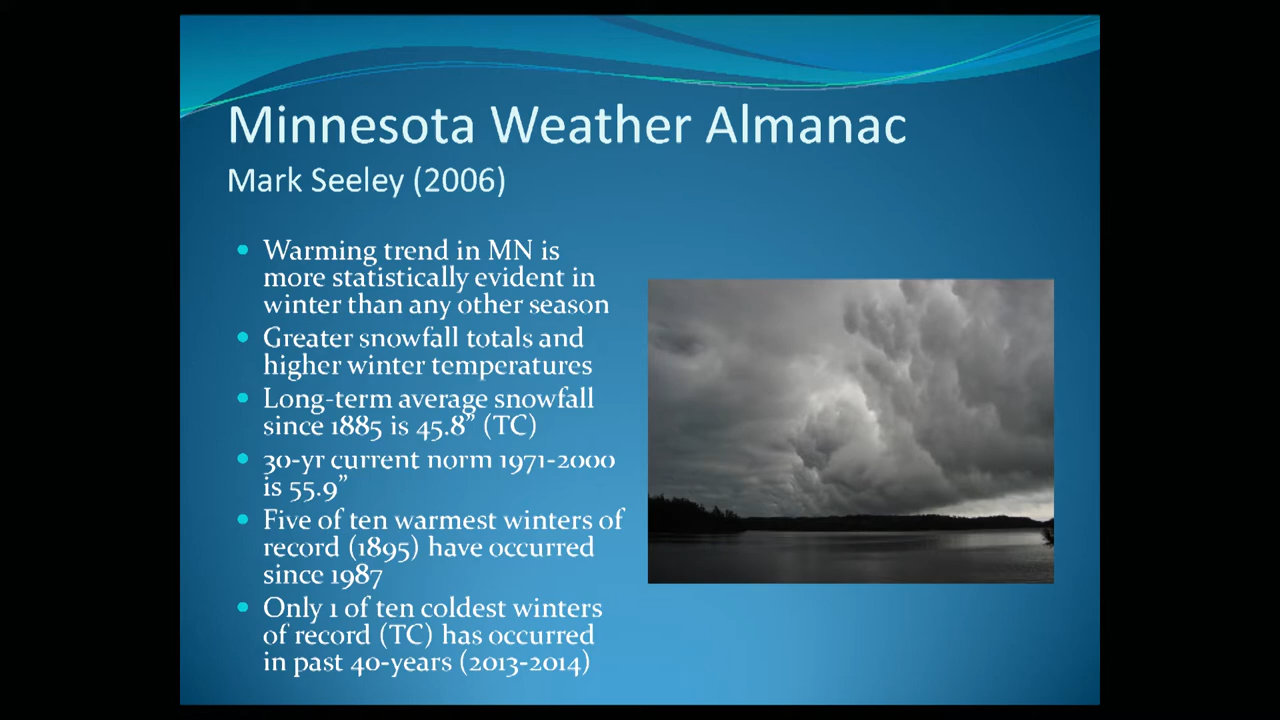 Minnesota Weather Almanac
Mark Seeley (2006)
Warming trend in MN is
more statistically evident in
winter than any other season
Greater snowfall totals and
higher winter temperatures
Long-term average snowfall
since 1885 is 45.8” (TC)
30-yr current norm 1971-2000
is 55.9”
Five of ten warmest winters of
record (1895) have occurred
since 1987
Only 1 of ten coldest winters
of record (TC) has occurred
in past 40-years (2013-2014)